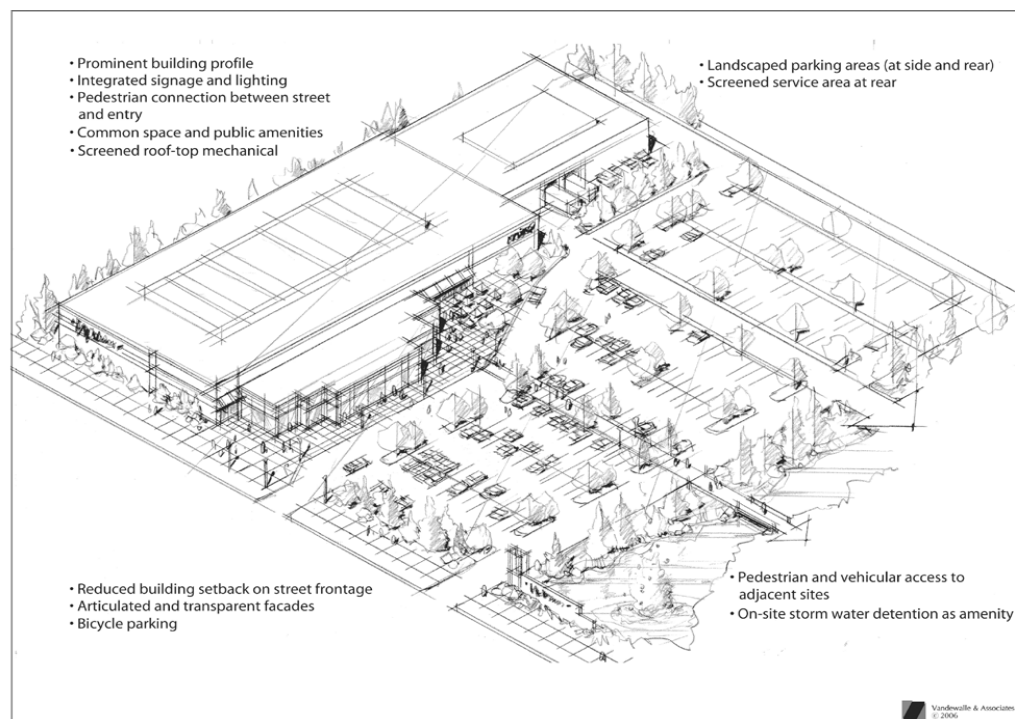 • Prominent building profile
• Integrated signage and lighting
• Pedestrian connection between street
and entry
• Common space and public amenities
• Screened roof-top mechanical
• Landscaped parking areas (at side and rear)
• Screened service area at rear
• Reduced building setback on street frontage
• Articulated and transparent facades
• Bicycle parking
• Pedestrian and vehicular access to
adjacent sites
• On-site storm water detention as amenity
Vandewalle & Associates
© 2006